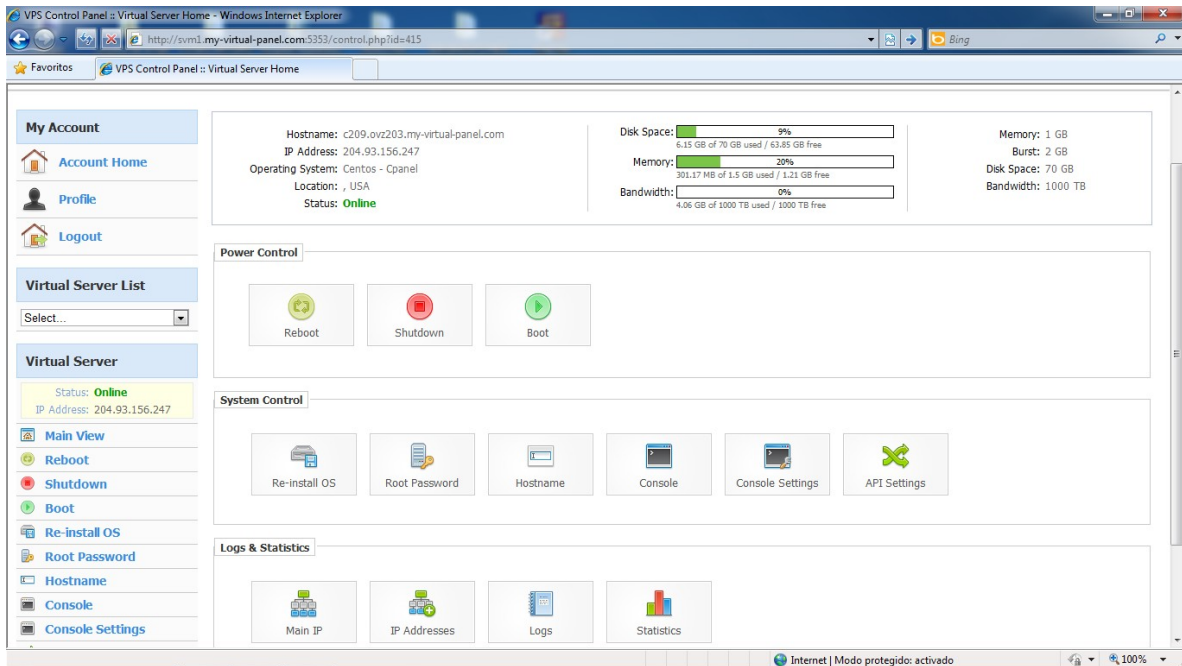 VPS Control Panel :: Virtual Server Home - Windows Internet Explorer
http://svm1.my-virtual-panel.com:5353/control.php?id=415
Bing
Favoritos
VPS Control Panel :: Virtual Server Home
My Account
Account Home
Profile
Logout
Virtual Server List
Select...
Virtual Server
Status: Online
IP Address: 204.93.156.247
Main View
Reboot
Shutdown
Boot
Re-install OS
Root Password
Hostname
Console
Console Settings
Hostname: c209.ovz203.my-virtual-panel.com
IP Address: 204.93.156.247
Operating System: Centos - Cpanel
Location: , USA
Status: Online
Disk Space: 9%
6.15 GB of 70 GB used / 63.85 GB free
Memory: 20%
301.17 MB of 1.5 GB used / 1.21 GB free
Bandwidth: 0%
4.06 GB of 1000 TB used / 1000 TB free
Memory: 1 GB
Burst: 2 GB
Disk Space: 70 GB
Bandwidth: 1000 TB
Power Control
Reboot Shutdown Boot
System Control
Re-install OS Root Password Hostname Console Console Settings API Settings
Logs & Statistics
Main IP IP Addresses Logs Statistics
Internet | Modo protegido: activado
100%